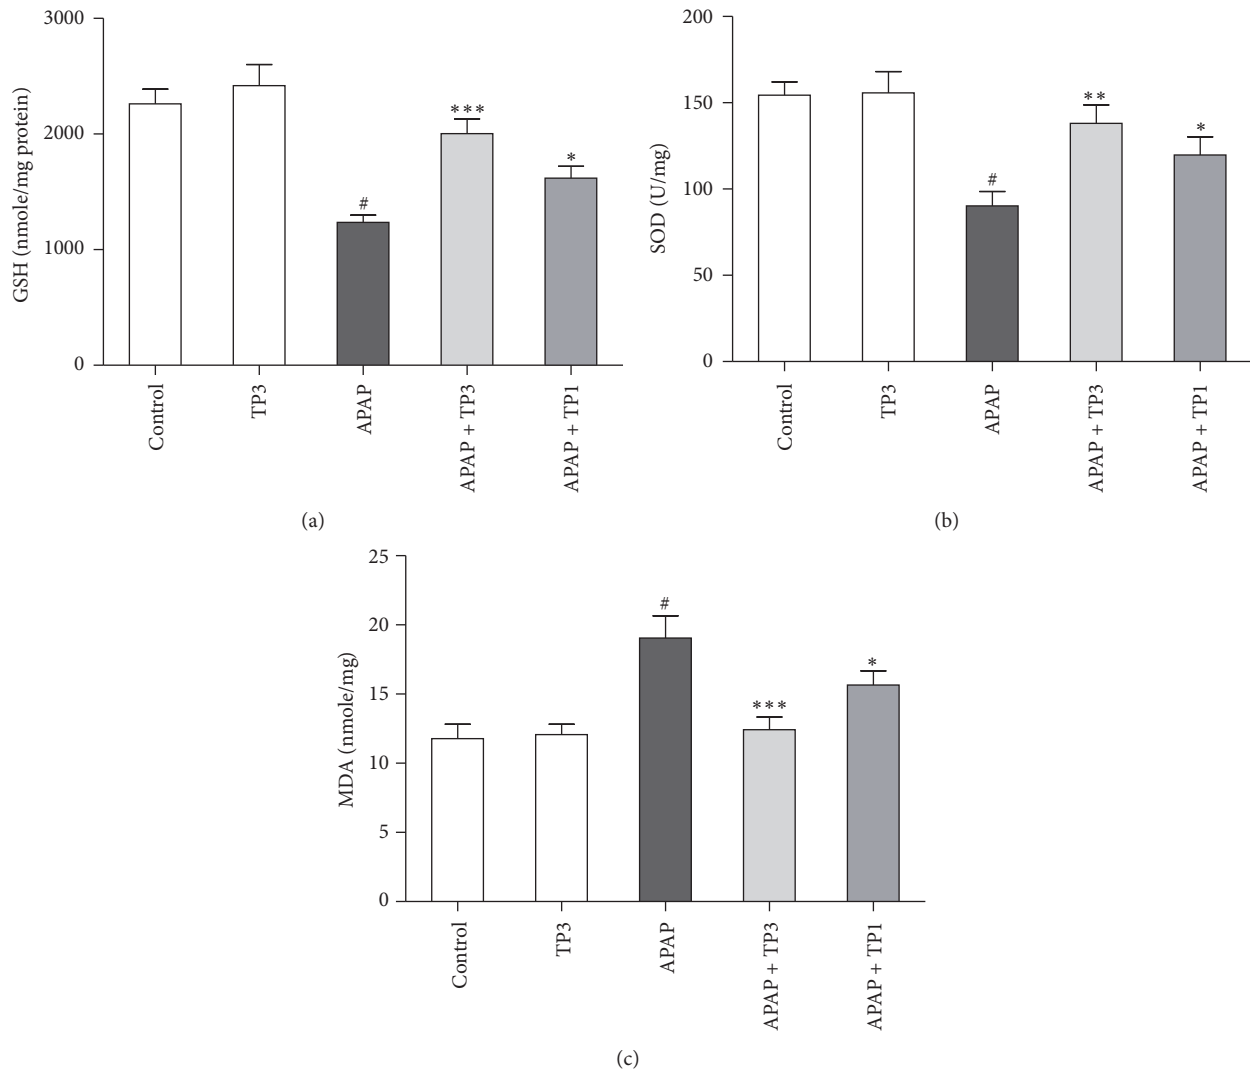 3000
2000
1000
0
GSH (nmole/mg protein)
***
*
#
Control
TP3
APAP
APAP + TP3
APAP + TP1
(a)
200
150
100
50
0
SOD (U/mg)
**
*
#
Control
TP3
APAP
APAP + TP3
APAP + TP1
(b)
25
20
15
10
5
0
MDA (nmole/mg)
#
***
*
Control
TP3
APAP
APAP + TP3
APAP + TP1
(c)